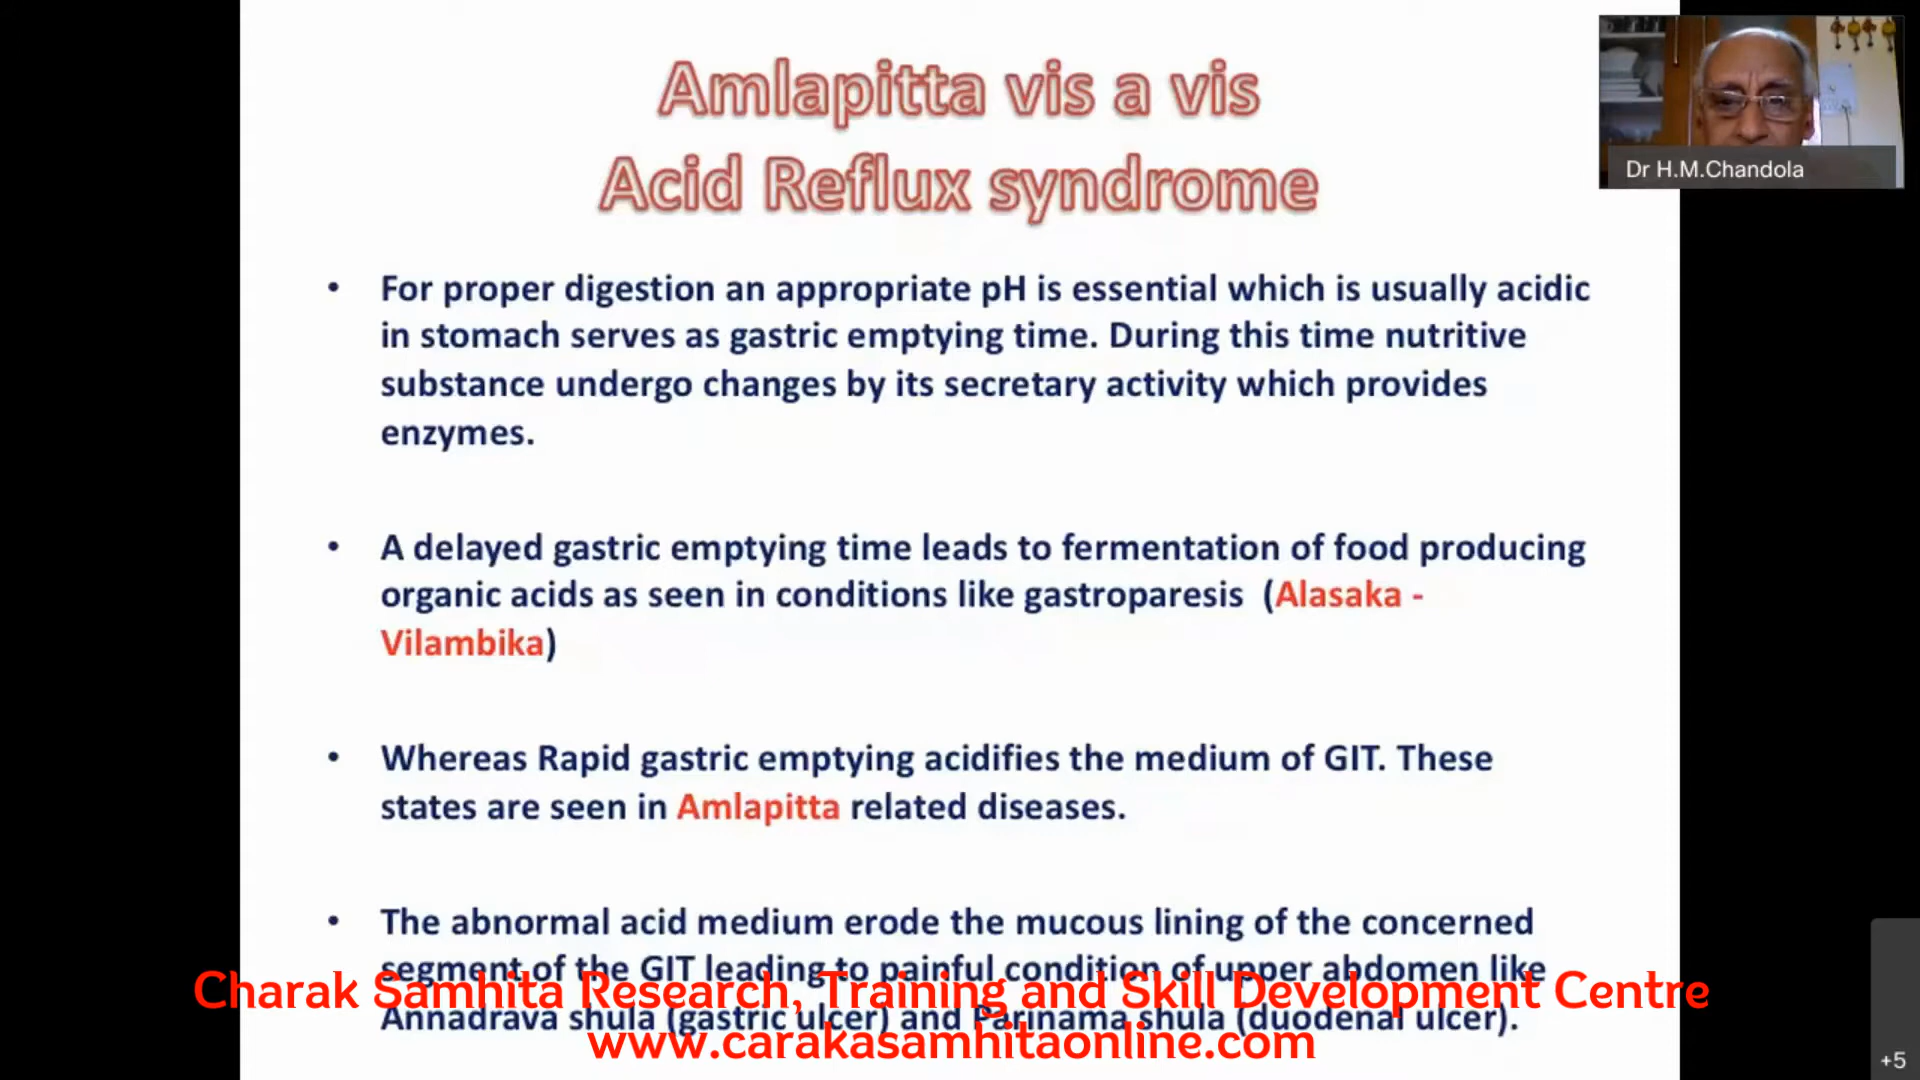 Amlapitta vis a vis
Acid Reflux syndrome
Dr H.M.Chandola
• For proper digestion an appropriate pH is essential which is usually acidic
in stomach serves as gastric emptying time. During this time nutritive
substance undergo changes by its secretary activity which provides
enzymes.
• A delayed gastric emptying time leads to fermentation of food producing
organic acids as seen in conditions like gastroparesis (Alasaka -
Vilambika)
• Whereas Rapid gastric emptying acidifies the medium of GIT. These
states are seen in Amlapitta related diseases.
• The abnormal acid medium erode the mucous lining of the concerned
segment of the GIT leading to painful condition of upper abdomen like
Charak Samhita Research, Training and Skill Development Centre
Annadrava shula (gastric ulcer) and Parinama shula (duodenal ulcer).
www.carakasamhitaonline.com
+5